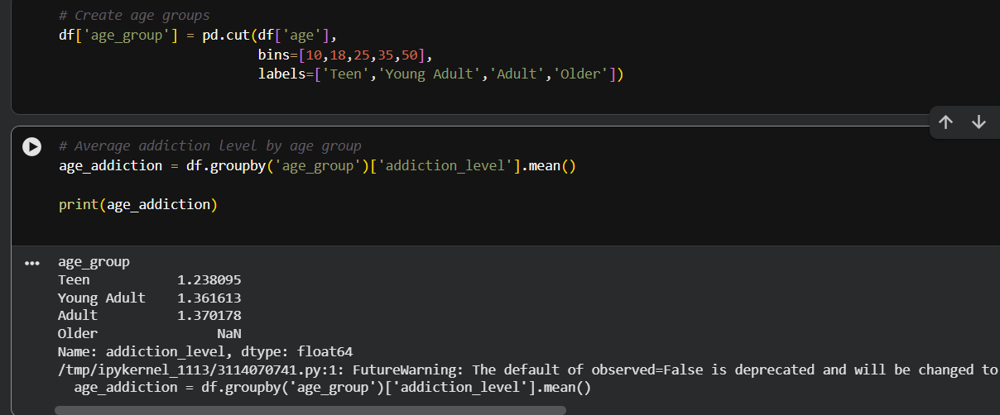 # Create age groups
df['age_group'] = pd.cut(df['age'],
bins=[10,18,25,35,50],
labels=['Teen','Young Adult','Adult','Older'])
# Average addiction level by age group
age_addiction = df.groupby('age_group')['addiction_level'].mean()
print(age_addiction)
age_group
Teen 1.238095
Young Adult 1.361613
Adult 1.370178
Older NaN
Name: addiction_level, dtype: float64
/tmp/ipykernel_1113/3114070741.py:1: FutureWarning: The default of observed=False is deprecated and will be changed to
age_addiction = df.groupby('age_group')['addiction_level'].mean()